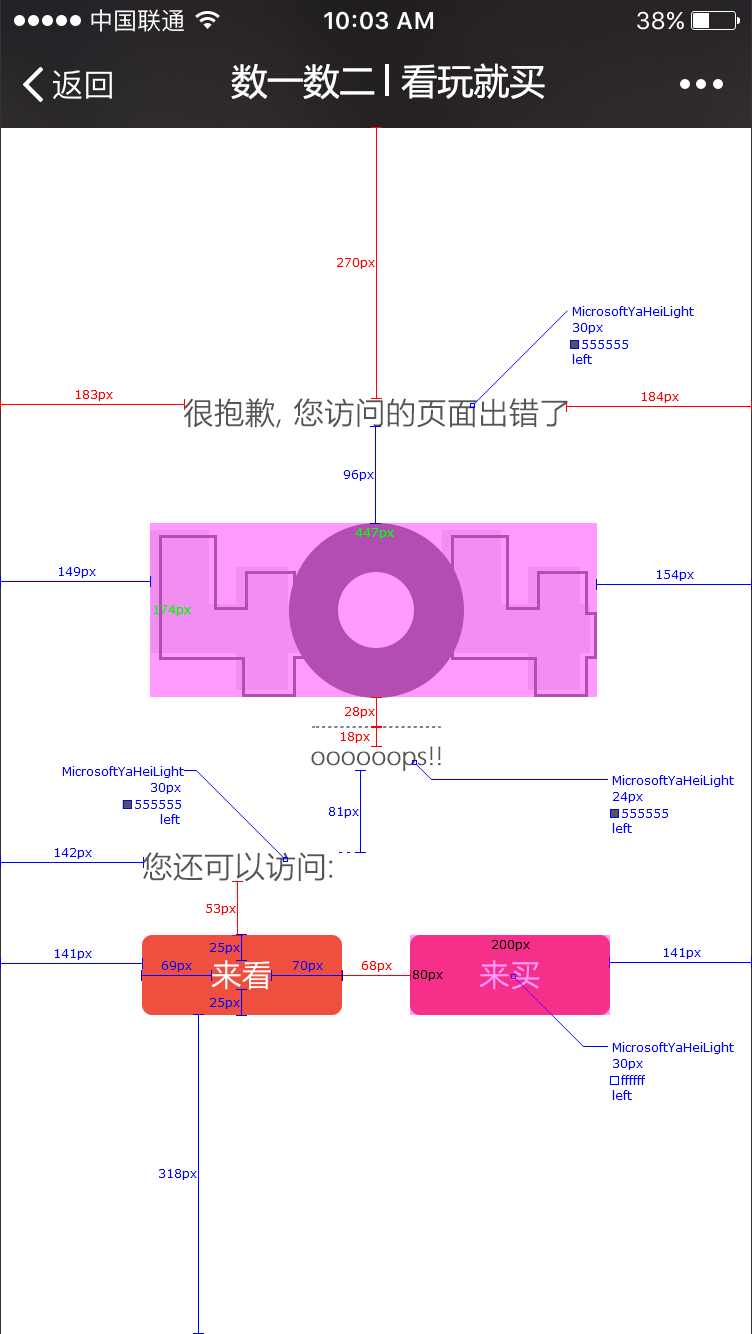 中国联通 10:03 AM 38%
返回 数一数二 | 看玩就买
270px
MicrosoftYaHeiLight
30px
555555
left
183px
184px
很抱歉, 您访问的页面出错了
96px
447px
149px
154px
174px
28px
18px
oooooops!!
MicrosoftYaHeiLight
30px
555555
left
MicrosoftYaHeiLight
24px
555555
left
81px
142px
您还可以访问:
53px
141px
25px
69px
来看
70px
25px
68px
200px
80px
来买
141px
MicrosoftYaHeiLight
30px
ffffff
left
318px